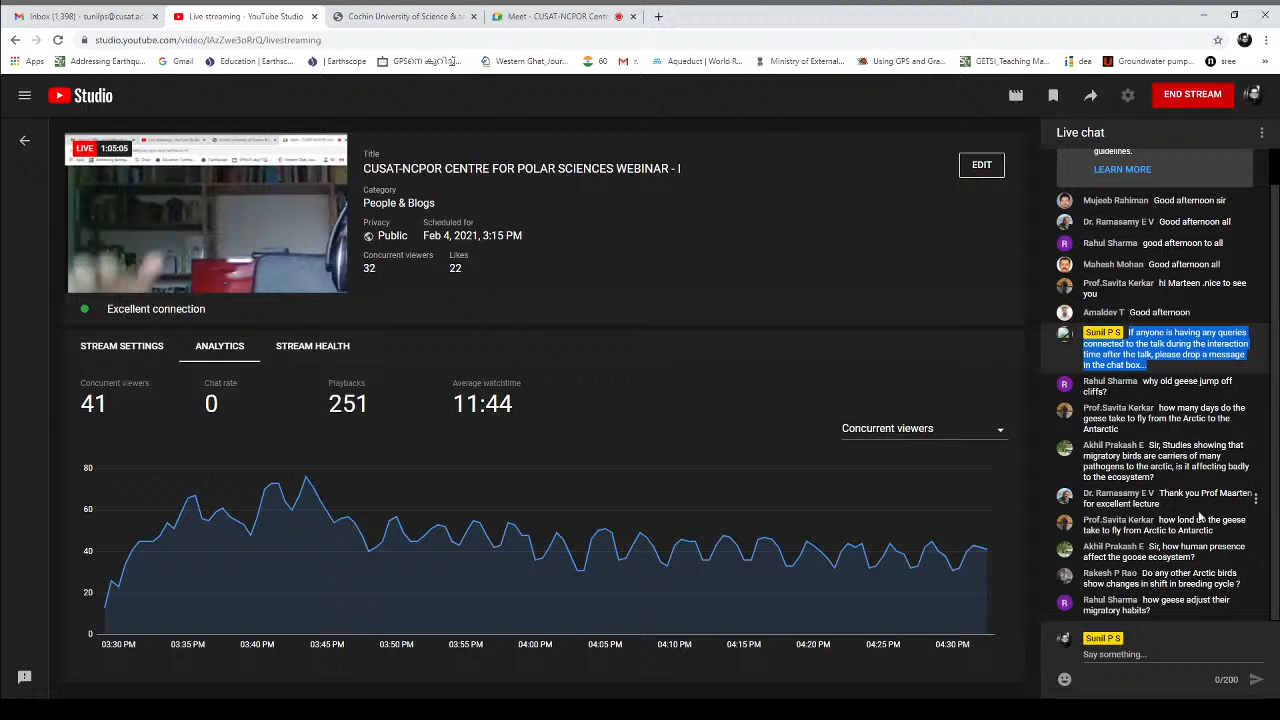 Inbox (1,398) - sunilps@cusat.ac
Live streaming - YouTube Studio
Cochin University of Science & te
Meet - CUSAT-NCPOR Centr
studio.youtube.com/video/lAzZwe3oRrQ/livestreaming
Apps
Addressing Earthqu...
Gmail
Education | Earthsc...
Earthscope
GPSനെ കുറിച്ച്...
Western Ghat_Jour...
60
r.
Aqueduct | World R...
Ministry of External...
Using GPS and Gra...
GETSI_Teaching Ma...
idea
Groundwater pump...
sree
Studio
END STREAM
LIVE 1:05:05
Title
CUSAT-NCPOR CENTRE FOR POLAR SCIENCES WEBINAR - I
EDIT
Category
People & Blogs
Privacy
Public
Scheduled for
Feb 4, 2021, 3:15 PM
Concurrent viewers
32
Likes
22
Excellent connection
STREAM SETTINGS
ANALYTICS
STREAM HEALTH
Concurrent viewers
41
Chat rate
0
Playbacks
251
Average watchtime
11:44
Concurrent viewers
80
60
40
20
0
03:30 PM
03:35 PM
03:40 PM
03:45 PM
03:50 PM
03:55 PM
04:00 PM
04:05 PM
04:10 PM
04:15 PM
04:20 PM
04:25 PM
04:30 PM
Live chat
guidelines.
LEARN MORE
Mujeeb Rahiman Good afternoon sir
Dr. Ramasamy E V Good afternoon all
Rahul Sharma good afternoon to all
Mahesh Mohan Good afternoon all
Prof.Savita Kerkar hi Marteen .nice to see
you
Amaldev T Good afternoon
Sunil P S If anyone is having any queries
connected to the talk during the interaction
time after the talk, please drop a message
in the chat box...
Rahul Sharma why old geese jump off
cliffs?
Prof.Savita Kerkar how many days do the
geese take to fly from the Arctic to the
Antarctic
Akhil Prakash E Sir, Studies showing that
migratory birds are carriers of many
pathogens to the arctic, is it affecting badly
to the ecosystem?
Dr. Ramasamy E V Thank you Prof Maarten
for excellent lecture
Prof.Savita Kerkar how lond do the geese
take to fly from Arctic to Antarctic
Akhil Prakash E Sir, how human presence
affect the goose ecosystem?
Rakesh P Rao Do any other Arctic birds
show changes in shift in breeding cycle ?
Rahul Sharma how geese adjust their
migratory habits?
Sunil P S
Say something...
0/200